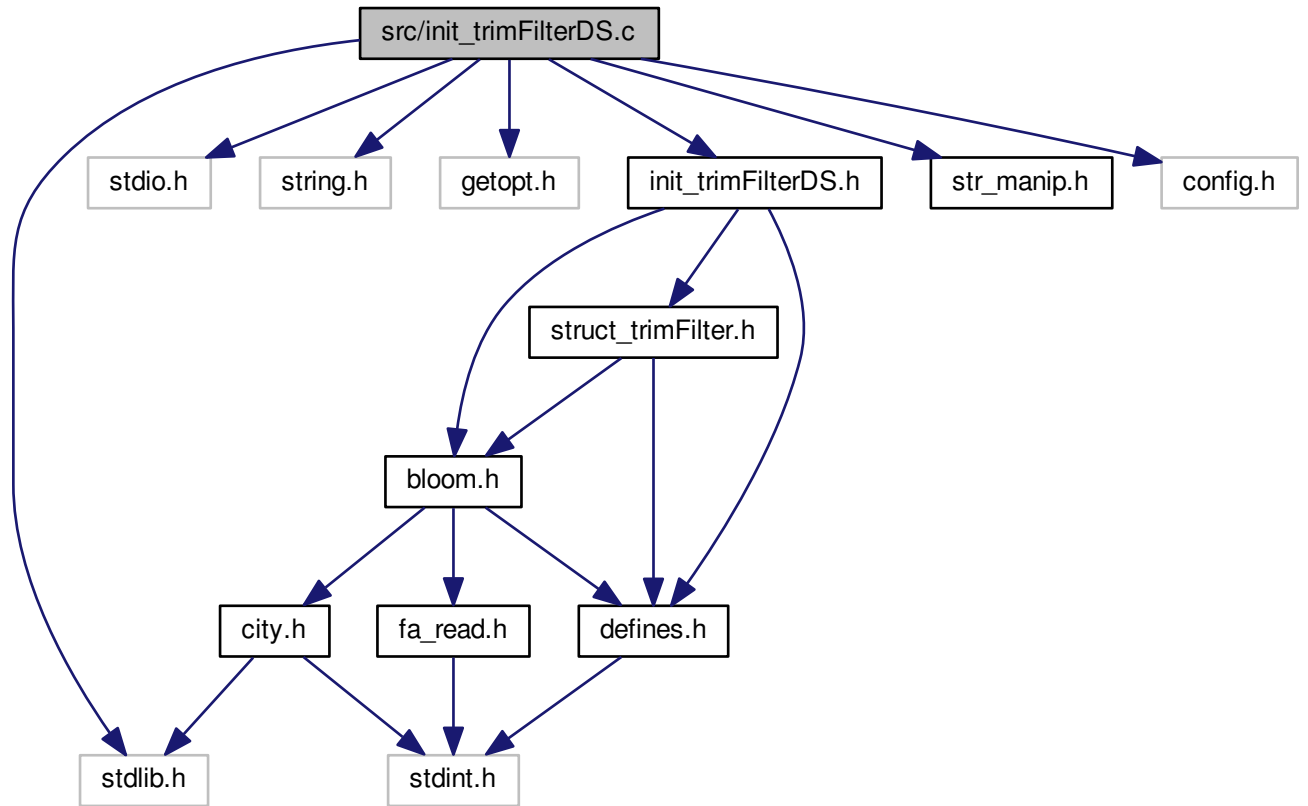 src/init_trimFilterDS.c
stdio.h
string.h
getopt.h
init_trimFilterDS.h
str_manip.h
config.h
struct_trimFilter.h
bloom.h
city.h
fa_read.h
defines.h
stdlib.h
stdint.h